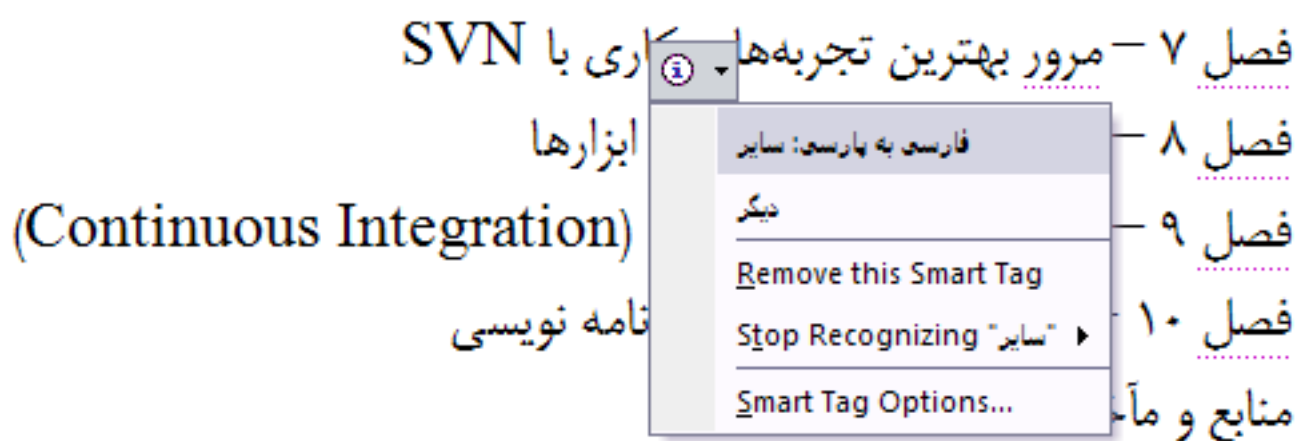 فصل ۷ – مرور بهترین تجربه‌ها کاری با SVN
فصل ۸ – ابزارها
فصل ۹ – (Continuous Integration)
فصل ۱۰ نامه نویسی
منابع و مآ
فارسی به پارسی: سایر
دیگر
Remove this Smart Tag
Stop Recognizing "سایر"
Smart Tag Options...